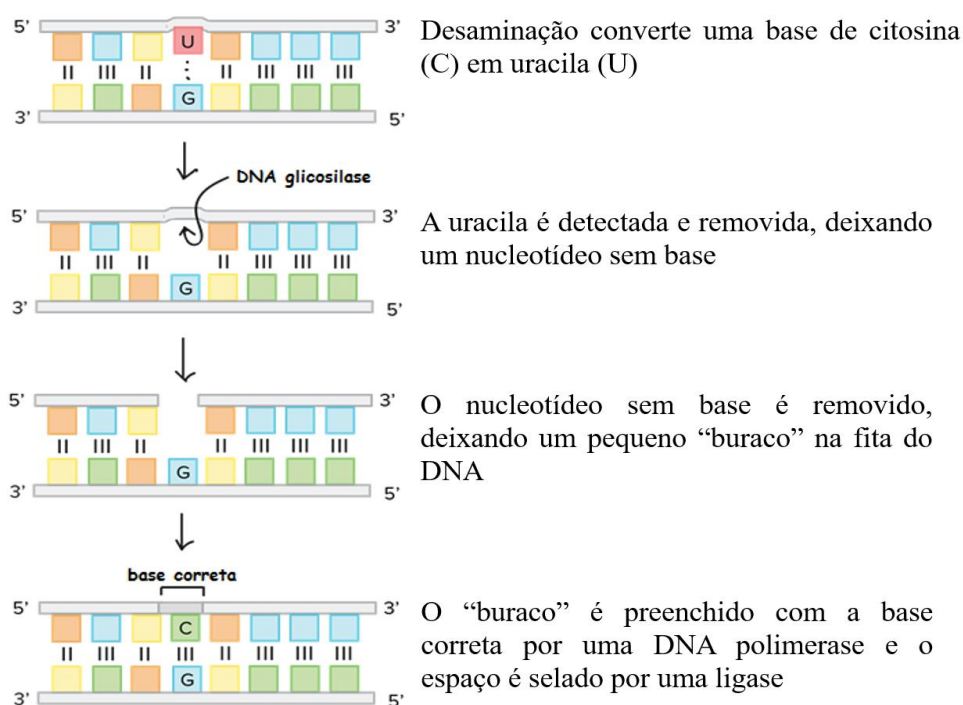 5' 3'
U
G
3' 5'
Desaminação converte uma base de citosina
(C) em uracila (U)
DNA glicosilase
5' 3'
G
3' 5'
A uracila é detectada e removida, deixando
um nucleotídeo sem base
5' 3'
G
3' 5'
O nucleotídeo sem base é removido,
deixando um pequeno “buraco” na fita do
DNA
base correta
5' 3'
C
G
3' 5'
O “buraco” é preenchido com a base
correta por uma DNA polimerase e o
espaço é selado por uma ligase